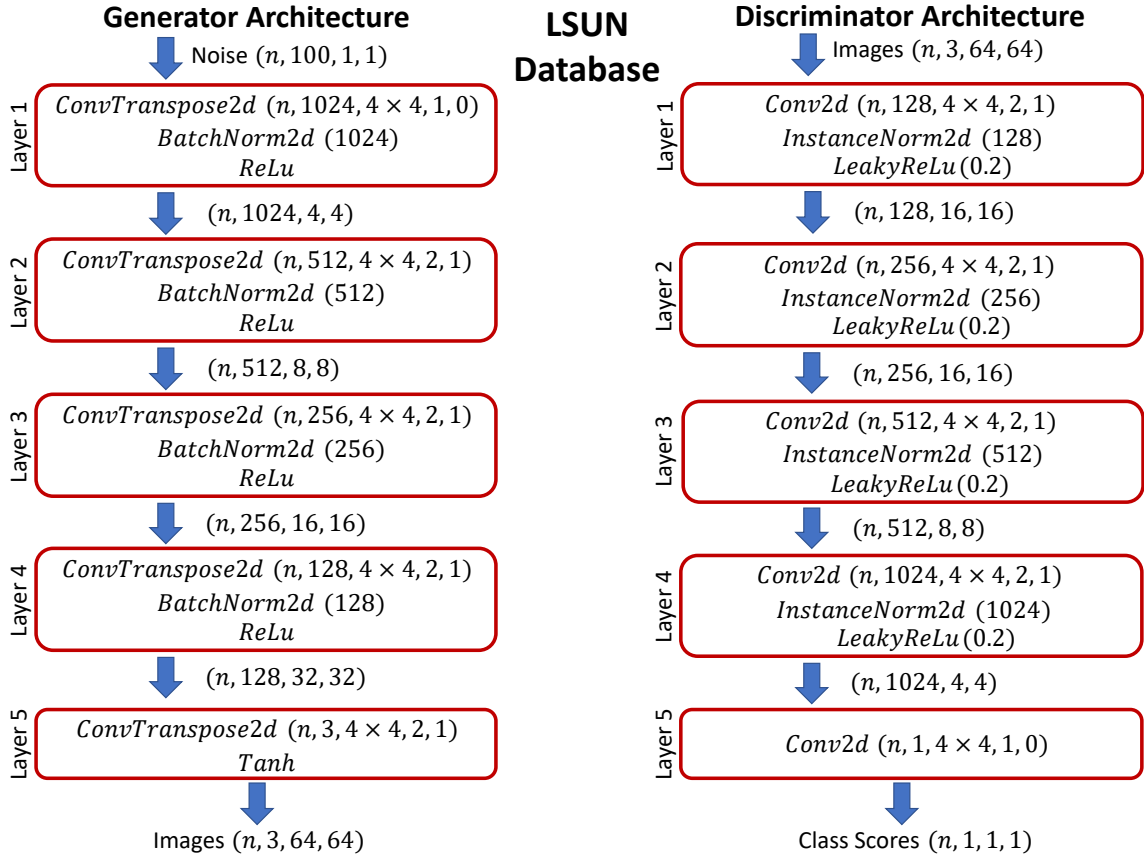 Generator Architecture
Noise (n, 100, 1, 1)
Layer 1
ConvTranspose2d (n, 1024, 4 × 4, 1, 0)
BatchNorm2d (1024)
ReLu
(n, 1024, 4, 4)
Layer 2
ConvTranspose2d (n, 512, 4 × 4, 2, 1)
BatchNorm2d (512)
ReLu
(n, 512, 8, 8)
Layer 3
ConvTranspose2d (n, 256, 4 × 4, 2, 1)
BatchNorm2d (256)
ReLu
(n, 256, 16, 16)
Layer 4
ConvTranspose2d (n, 128, 4 × 4, 2, 1)
BatchNorm2d (128)
ReLu
(n, 128, 32, 32)
Layer 5
ConvTranspose2d (n, 3, 4 × 4, 2, 1)
Tanh
Images (n, 3, 64, 64)
LSUN
Database
Discriminator Architecture
Images (n, 3, 64, 64)
Layer 1
Conv2d (n, 128, 4 × 4, 2, 1)
InstanceNorm2d (128)
LeakyReLu(0.2)
(n, 128, 16, 16)
Layer 2
Conv2d (n, 256, 4 × 4, 2, 1)
InstanceNorm2d (256)
LeakyReLu(0.2)
(n, 256, 16, 16)
Layer 3
Conv2d (n, 512, 4 × 4, 2, 1)
InstanceNorm2d (512)
LeakyReLu(0.2)
(n, 512, 8, 8)
Layer 4
Conv2d (n, 1024, 4 × 4, 2, 1)
InstanceNorm2d (1024)
LeakyReLu(0.2)
(n, 1024, 4, 4)
Layer 5
Conv2d (n, 1, 4 × 4, 1, 0)
Class Scores (n, 1, 1, 1)